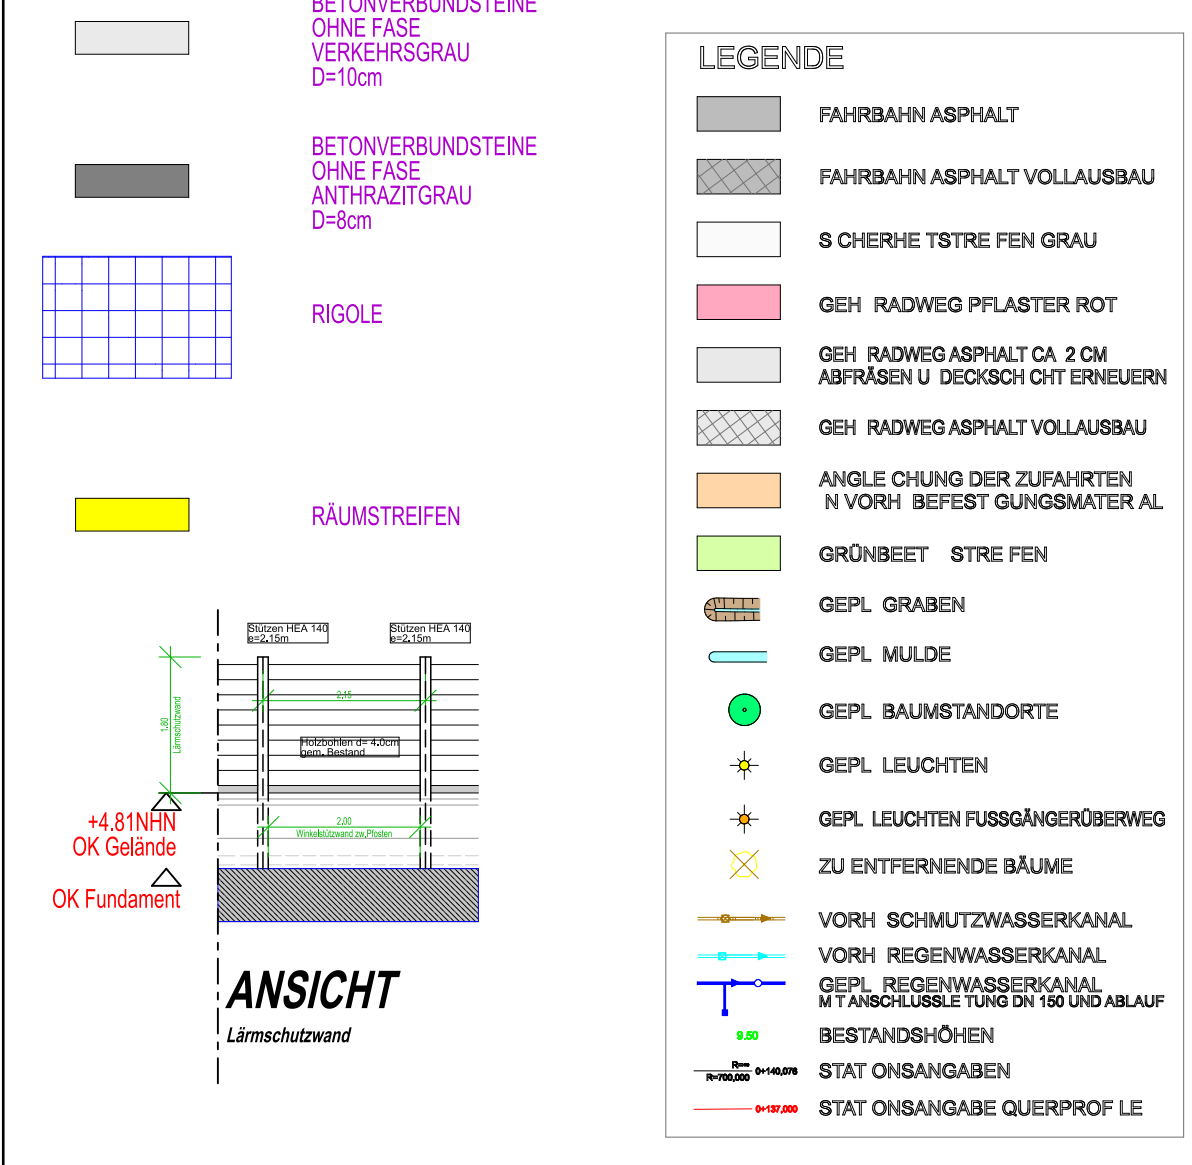 BETONVERBUNDSTEINE
OHNE FASE
VERKEHRSGRAU
D=10cm
BETONVERBUNDSTEINE
OHNE FASE
ANTHRAZITGRAU
D=8cm
RIGOLE
RÄUMSTREIFEN
Stützen HEA 140
e=2.15m
Stützen HEA 140
e=2.15m
2.15
1.80
Lärmschutzwand
Holzbohlen d= 4.0cm
gem. Bestand
+4.81NHN
OK Gelände
2.00
Winkelstützwand zw.Pfosten
OK Fundament
ANSICHT
Lärmschutzwand
LEGENDE
FAHRBAHN ASPHALT
FAHRBAHN ASPHALT VOLLAUSBAU
S CHERHE TSTRE FEN GRAU
GEH  RADWEG PFLASTER ROT
GEH  RADWEG ASPHALT CA  2 CM
ABFRÄSEN U  DECKSCH CHT ERNEUERN
GEH  RADWEG ASPHALT VOLLAUSBAU
ANGLE CHUNG DER ZUFAHRTEN
N VORH  BEFEST GUNGSMATER AL
GRÜNBEET   STRE FEN
GEPL  GRABEN
GEPL  MULDE
GEPL  BAUMSTANDORTE
GEPL  LEUCHTEN
GEPL  LEUCHTEN FUSSGÄNGERÜBERWEG
ZU ENTFERNENDE BÄUME
VORH  SCHMUTZWASSERKANAL
VORH  REGENWASSERKANAL
GEPL  REGENWASSERKANAL
M T ANSCHLUSSLE TUNG DN 150 UND ABLAUF
9.50 BESTANDSHÖHEN
R=∞
R=700,000 0+140,076 STAT ONSANGABEN
0+137,000 STAT ONSANGABE QUERPROF LE